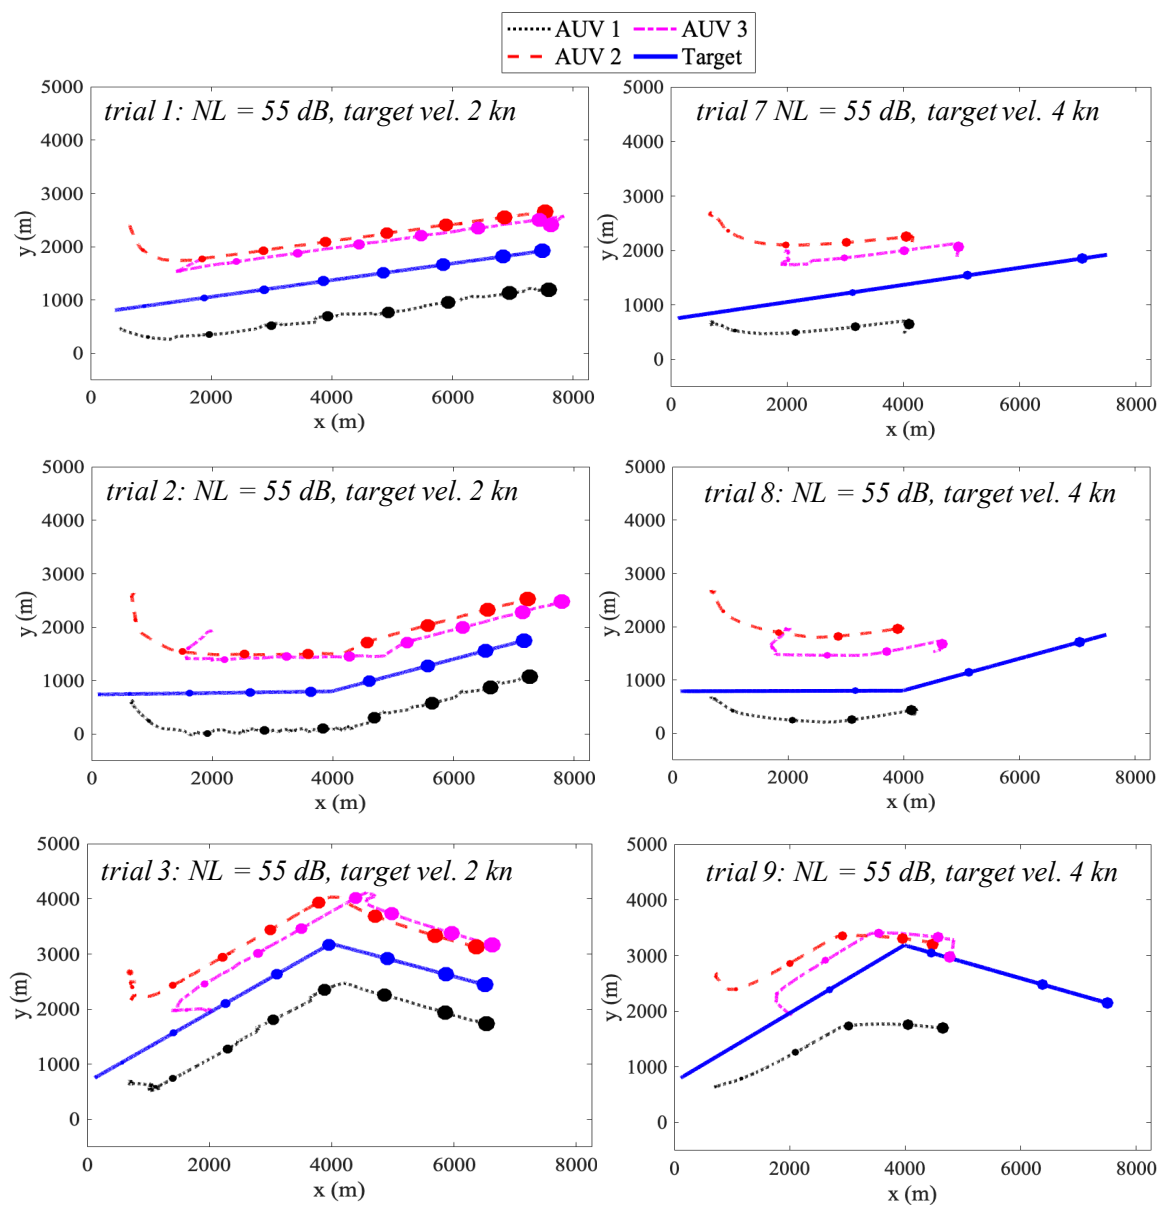 AUV 1 AUV 3
AUV 2 Target
trial 1: NL = 55 dB, target vel. 2 kn
5000
4000
3000
2000
1000
0
y (m)
0 2000 4000 6000 8000
x (m)
trial 7 NL = 55 dB, target vel. 4 kn
5000
4000
3000
2000
1000
0
y (m)
0 2000 4000 6000 8000
x (m)
trial 2: NL = 55 dB, target vel. 2 kn
5000
4000
3000
2000
1000
0
y (m)
0 2000 4000 6000 8000
x (m)
trial 8: NL = 55 dB, target vel. 4 kn
5000
4000
3000
2000
1000
0
y (m)
0 2000 4000 6000 8000
x (m)
trial 3: NL = 55 dB, target vel. 2 kn
5000
4000
3000
2000
1000
0
y (m)
0 2000 4000 6000 8000
x (m)
trial 9: NL = 55 dB, target vel. 4 kn
5000
4000
3000
2000
1000
0
y (m)
0 2000 4000 6000 8000
x (m)